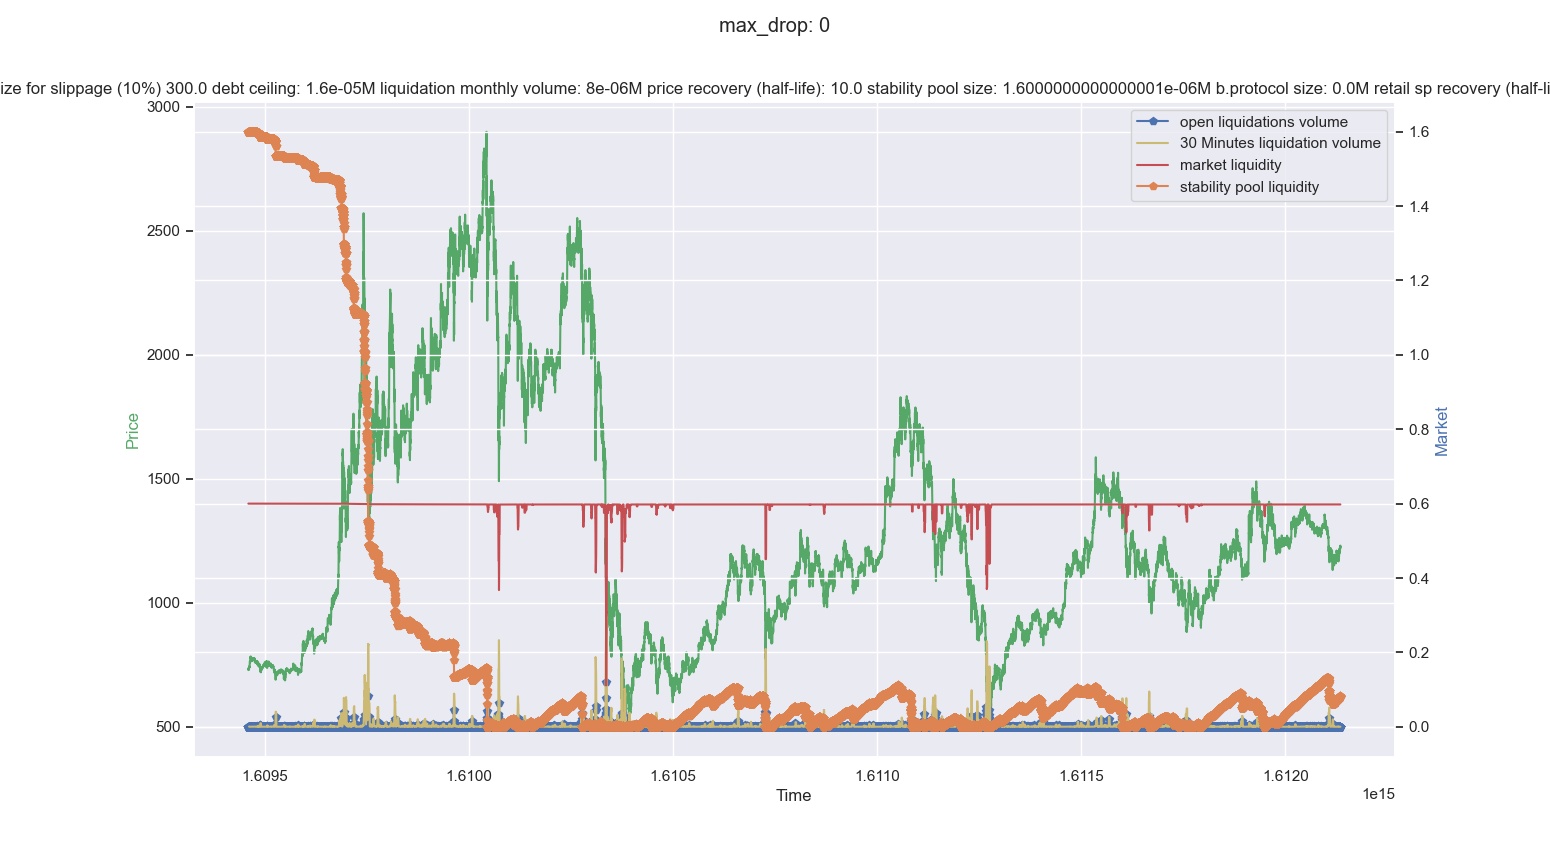 max_drop: 0
ize for slippage (10%) 300.0 debt ceiling: 1.6e-05M liquidation monthly volume: 8e-06M price recovery (half-life): 10.0 stability pool size: 1.6000000000000001e-06M b.protocol size: 0.0M retail sp recovery (half-li
3000
2500
2000
1500
1000
500
Price
open liquidations volume
30 Minutes liquidation volume
market liquidity
stability pool liquidity
1.6
1.4
1.2
1.0
0.8
0.6
0.4
0.2
0.0
Market
1.6095 1.6100 1.6105 1.6110 1.6115 1.6120
1e15
Time